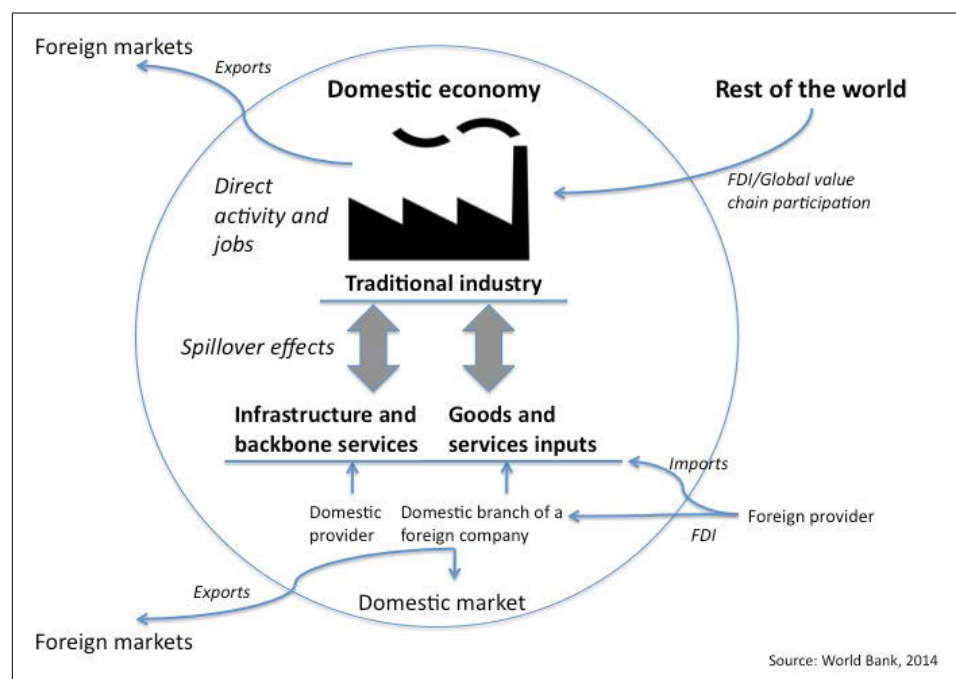 Foreign markets
Exports
Domestic economy
Rest of the world
Direct
activity and
jobs
FDI/Global value
chain participation
Traditional industry
Spillover effects
Infrastructure and
backbone services
Goods and
services inputs
Imports
Domestic
provider
Domestic branch of a
foreign company
Foreign provider
FDI
Exports
Domestic market
Foreign markets
Source: World Bank, 2014